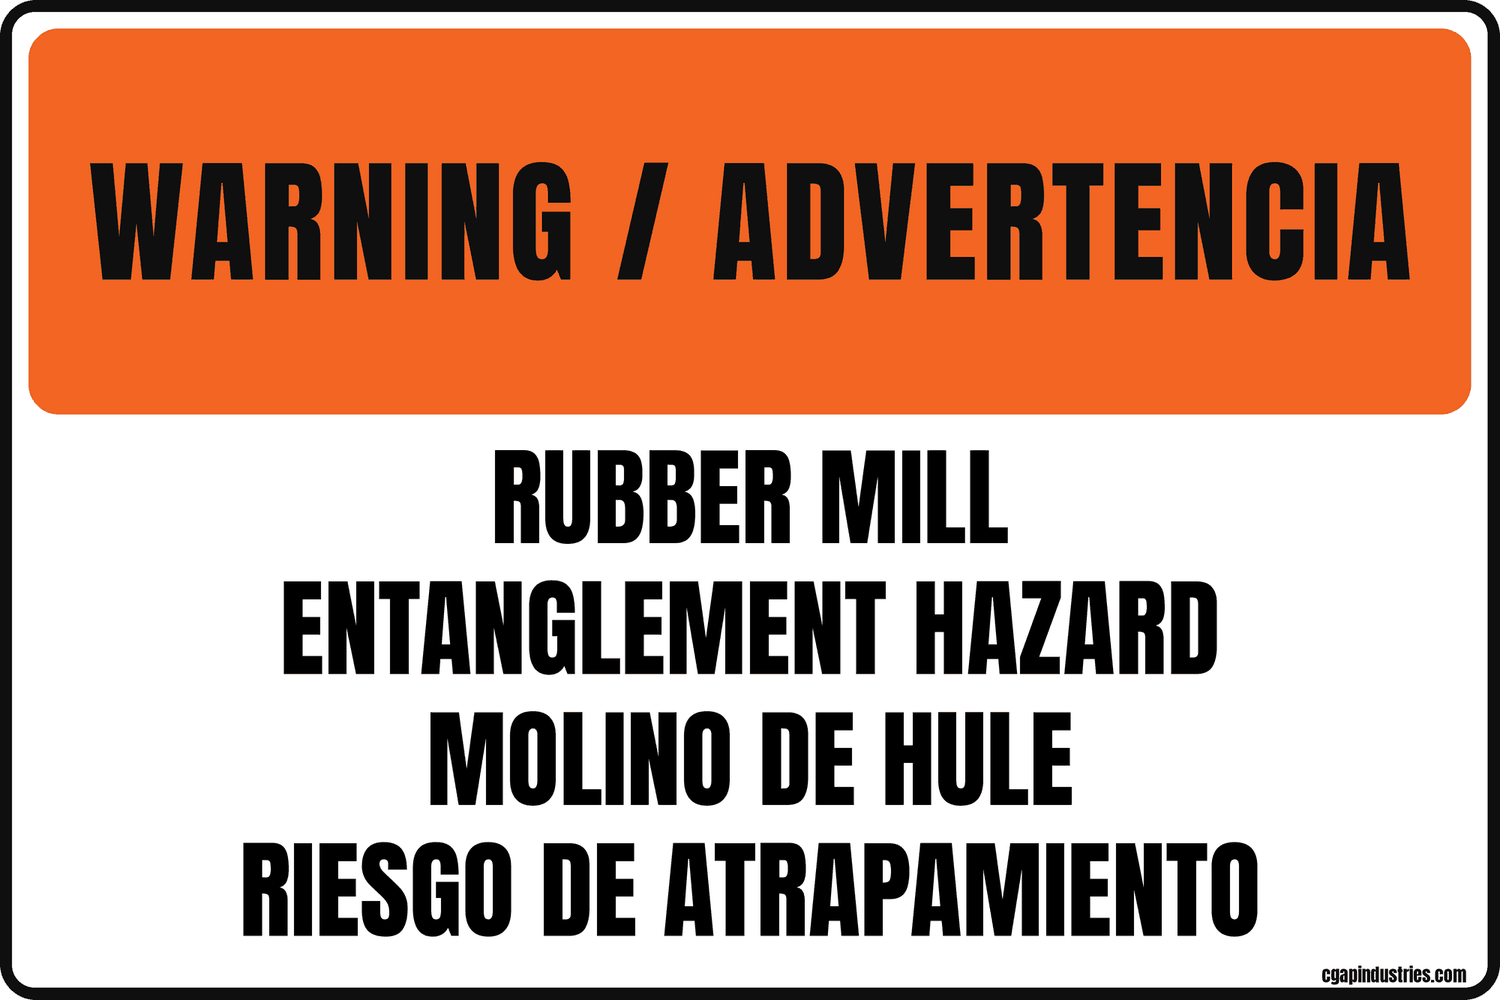 WARNING / ADVERTENCIA
RUBBER MILL
ENTANGLEMENT HAZARD
MOLINO DE HULE
RIESGO DE ATRAPAMIENTO
cgapindustries.com